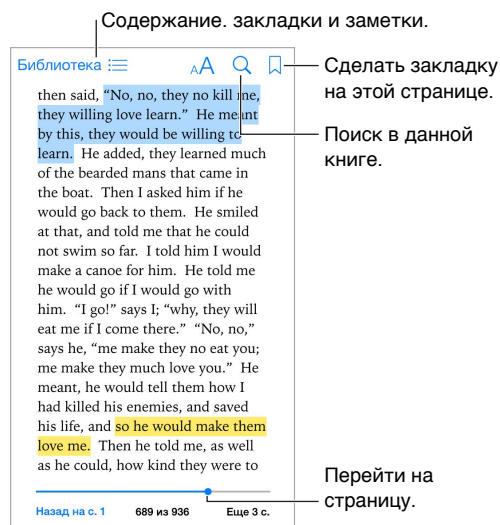 Содержание. закладки и заметки.
Библиотека
AA
Сделать закладку
на этой странице.
Поиск в данной
книге.
then said, “No, no, they no kill me,
they willing love learn.” He meant
by this, they would be willing to
learn. He added, they learned much
of the bearded mans that came in
the boat. Then I asked him if he
would go back to them. He smiled
at that, and told me that he could
not swim so far. I told him I would
make a canoe for him. He told me
he would go if I would go with
him. “I go!” says I; “why, they will
eat me if I come there.” “No, no,”
says he, “me make they no eat you;
me make they much love you.” He
meant, he would tell them how I
had killed his enemies, and saved
his life, and so he would make them
love me. Then he told me, as well
as he could, how kind they were to
Перейти на
страницу.
Назад на с. 1 689 из 936 Еще 3 с.